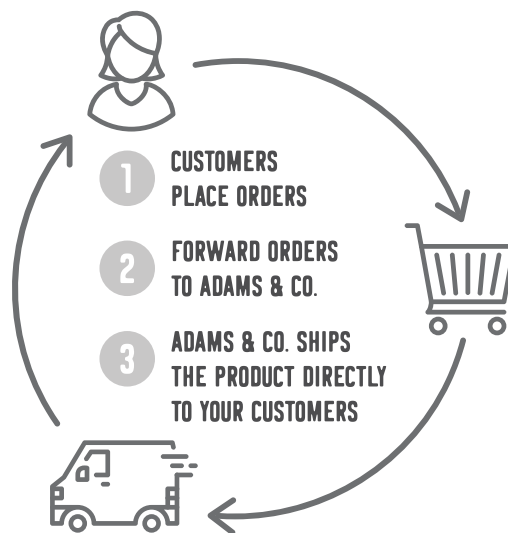 1 CUSTOMERS
PLACE ORDERS
2 FORWARD ORDERS
TO ADAMS & CO.
3 ADAMS & CO. SHIPS
THE PRODUCT DIRECTLY
TO YOUR CUSTOMERS